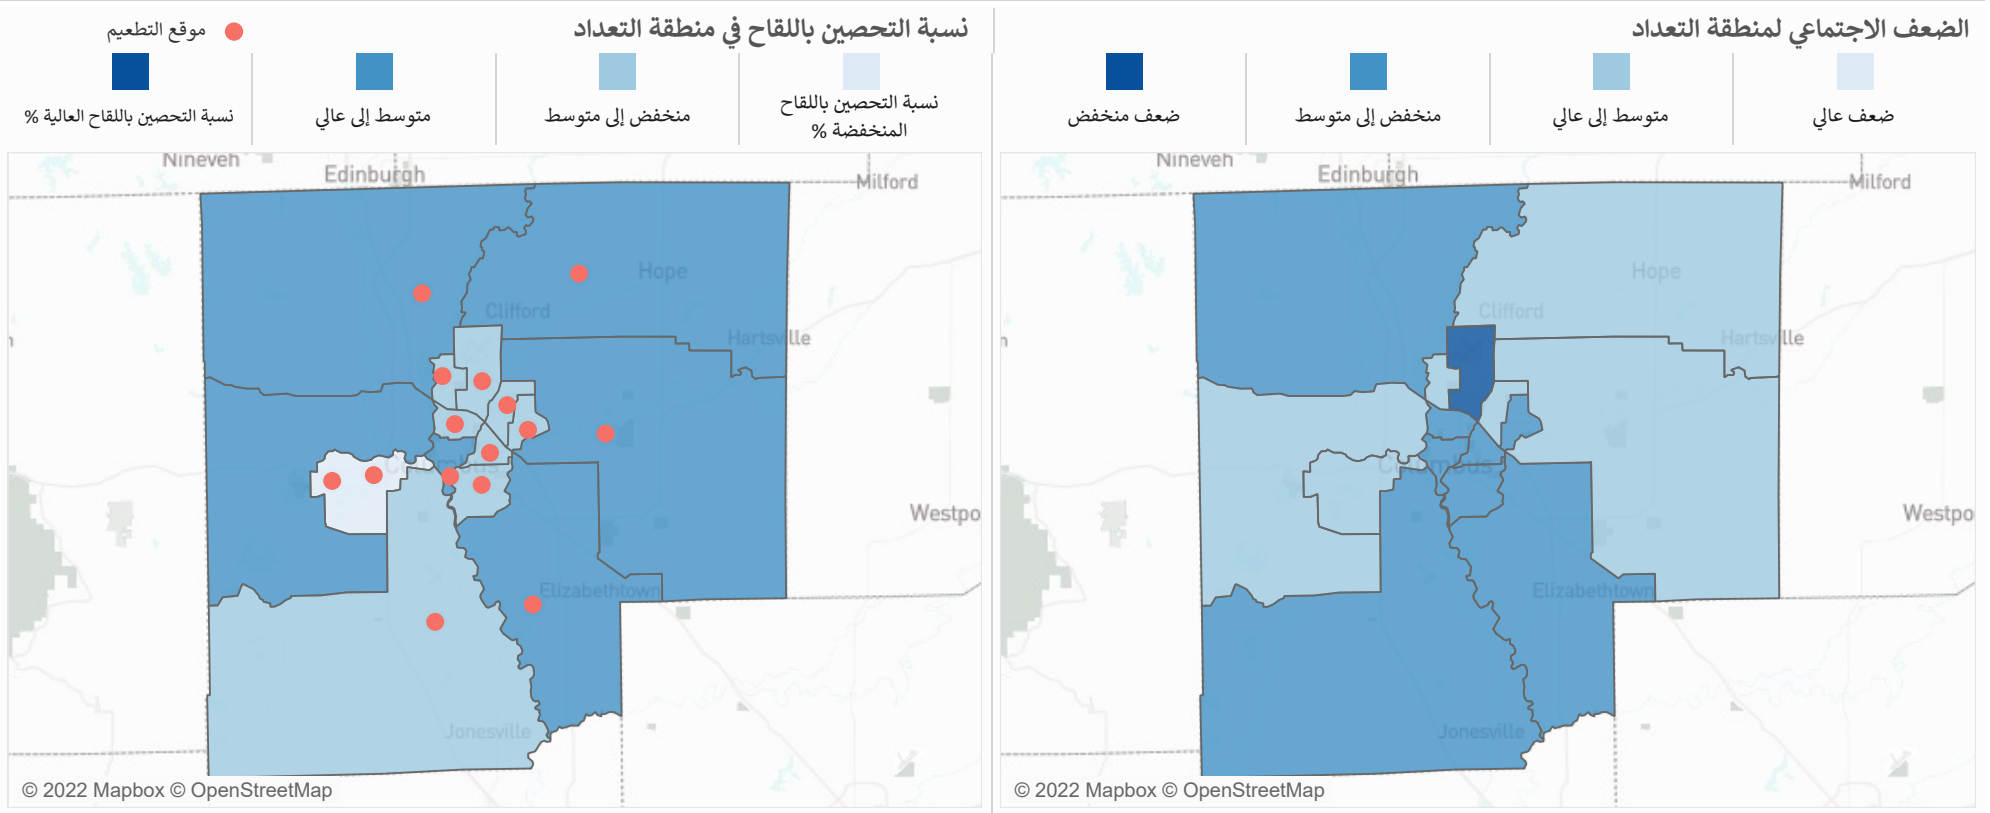 الضعف الاجتماعي لمنطقة التعداد
ضعف عالي
متوسط إلى عالي
منخفض إلى متوسط
ضعف منخفض
Nineveh
Edinburgh
Milford
Hope
Clifford
Hartsville
Columbus
Westpo
Elizabethtown
Jonesville
© 2022 Mapbox © OpenStreetMap
نسبة التحصين باللقاح في منطقة التعداد
موقع التطعيم
نسبة التحصين باللقاح
المنخفضة %
منخفض إلى متوسط
متوسط إلى عالي
نسبة التحصين باللقاح العالية %
Nineveh
Edinburgh
Milford
Hope
Clifford
Hartsville
Columbus
Westpo
Elizabethtown
Jonesville
© 2022 Mapbox © OpenStreetMap